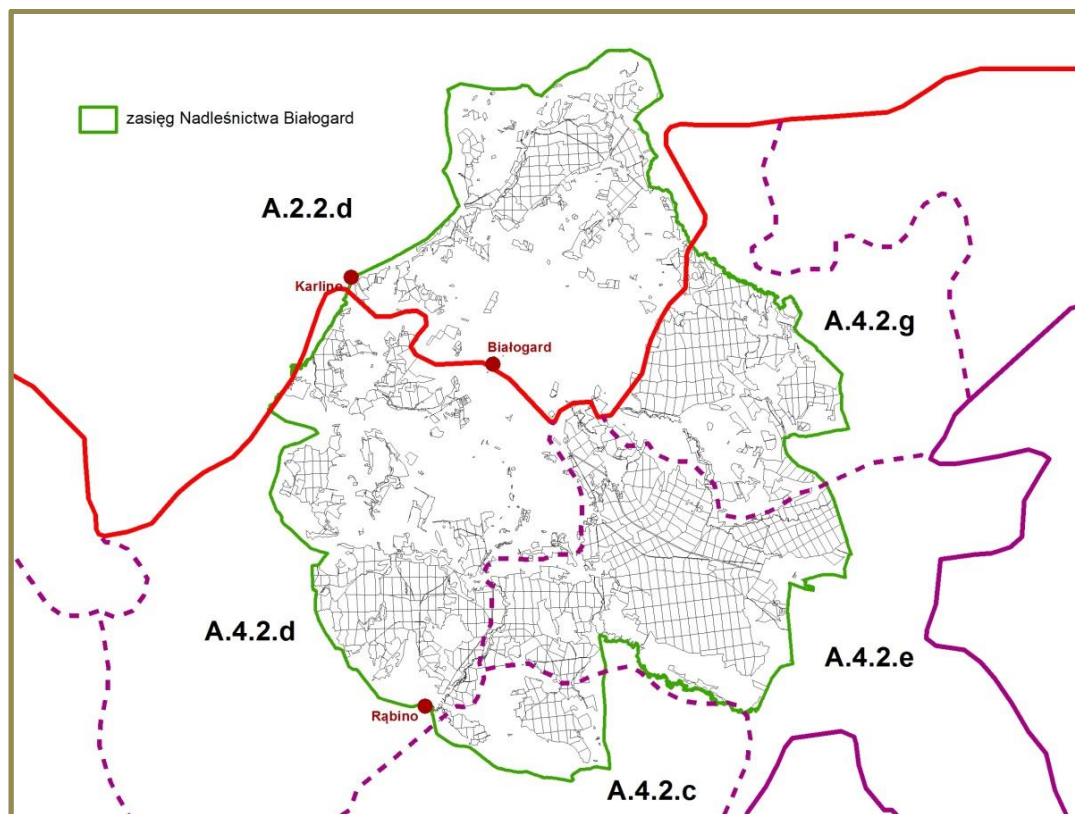 zasięg Nadleśnictwa Białogard
A.2.2.d
Karlino
A.4.2.g
Białogard
A.4.2.d
A.4.2.e
Rąbino
A.4.2.c